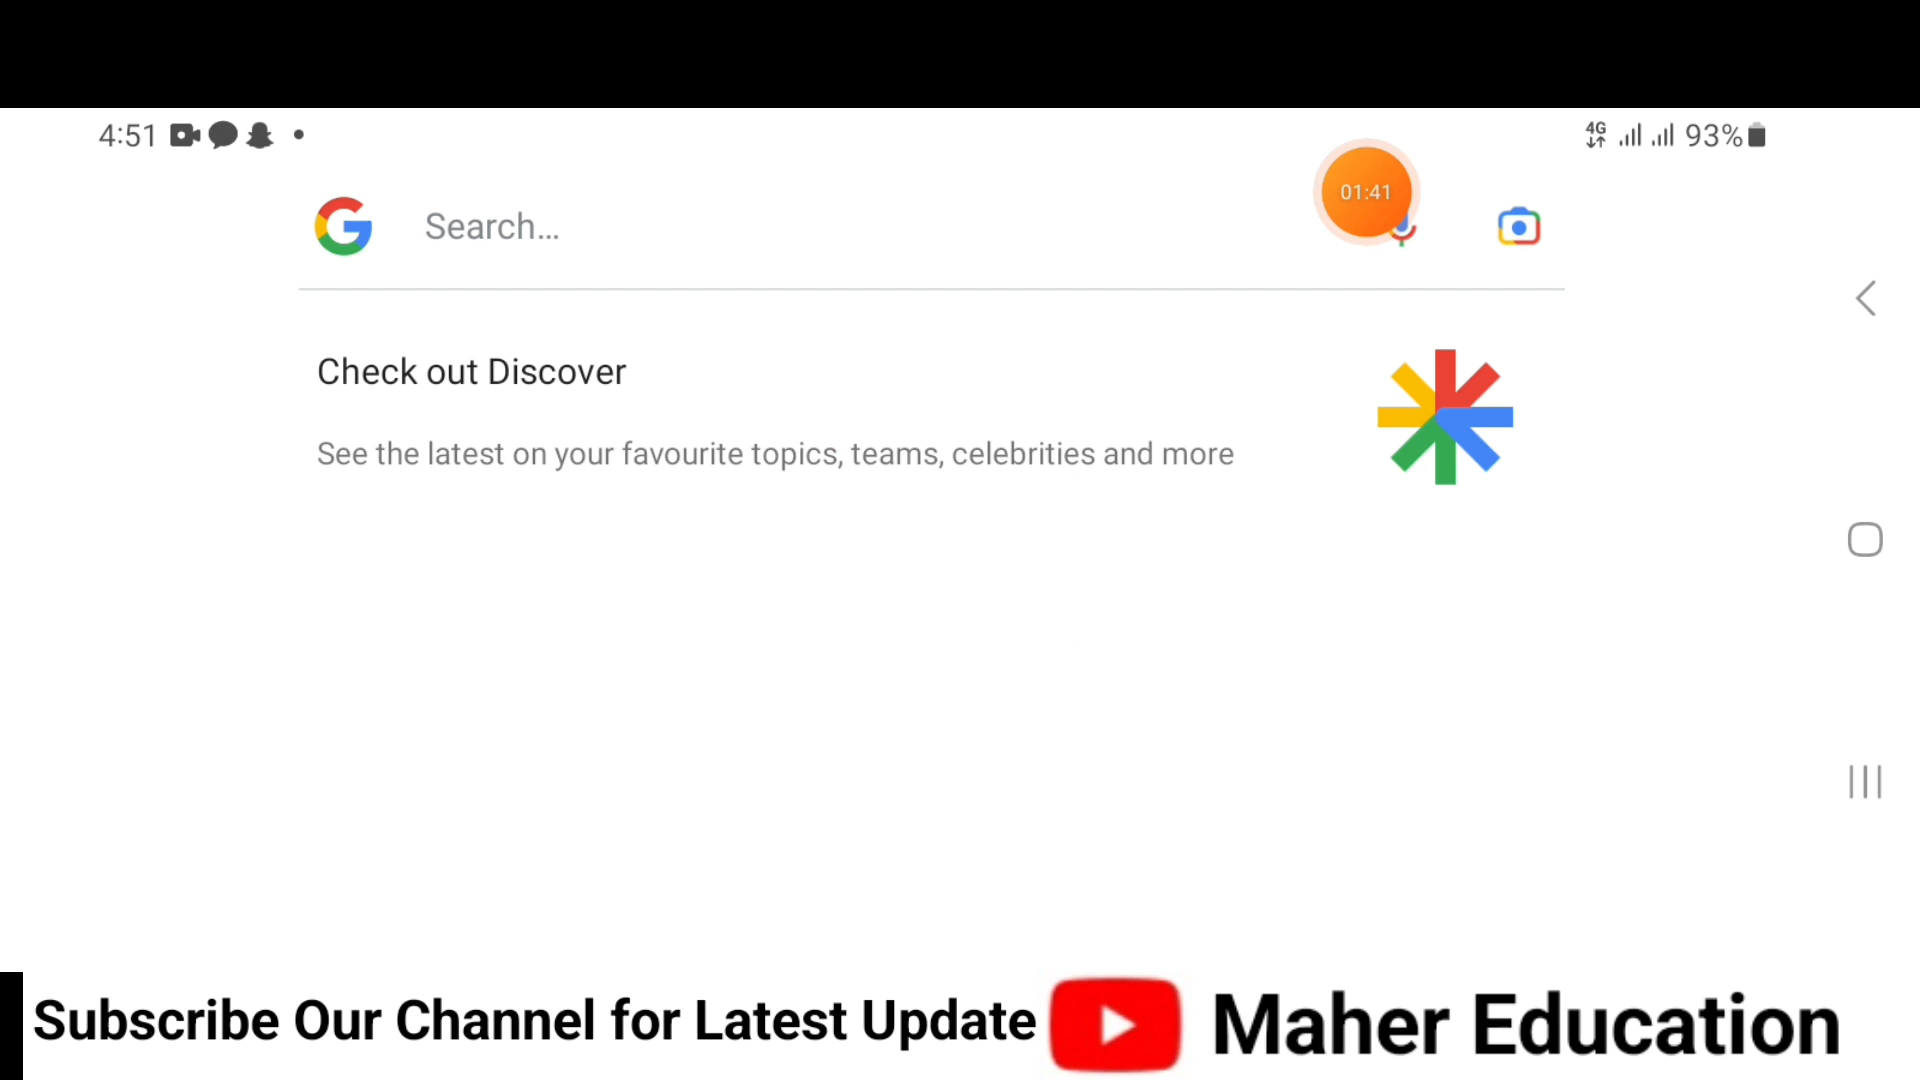 4:51
4G 93%
01:41
Search...
Check out Discover
See the latest on your favourite topics, teams, celebrities and more
Subscribe Our Channel for Latest Update Maher Education